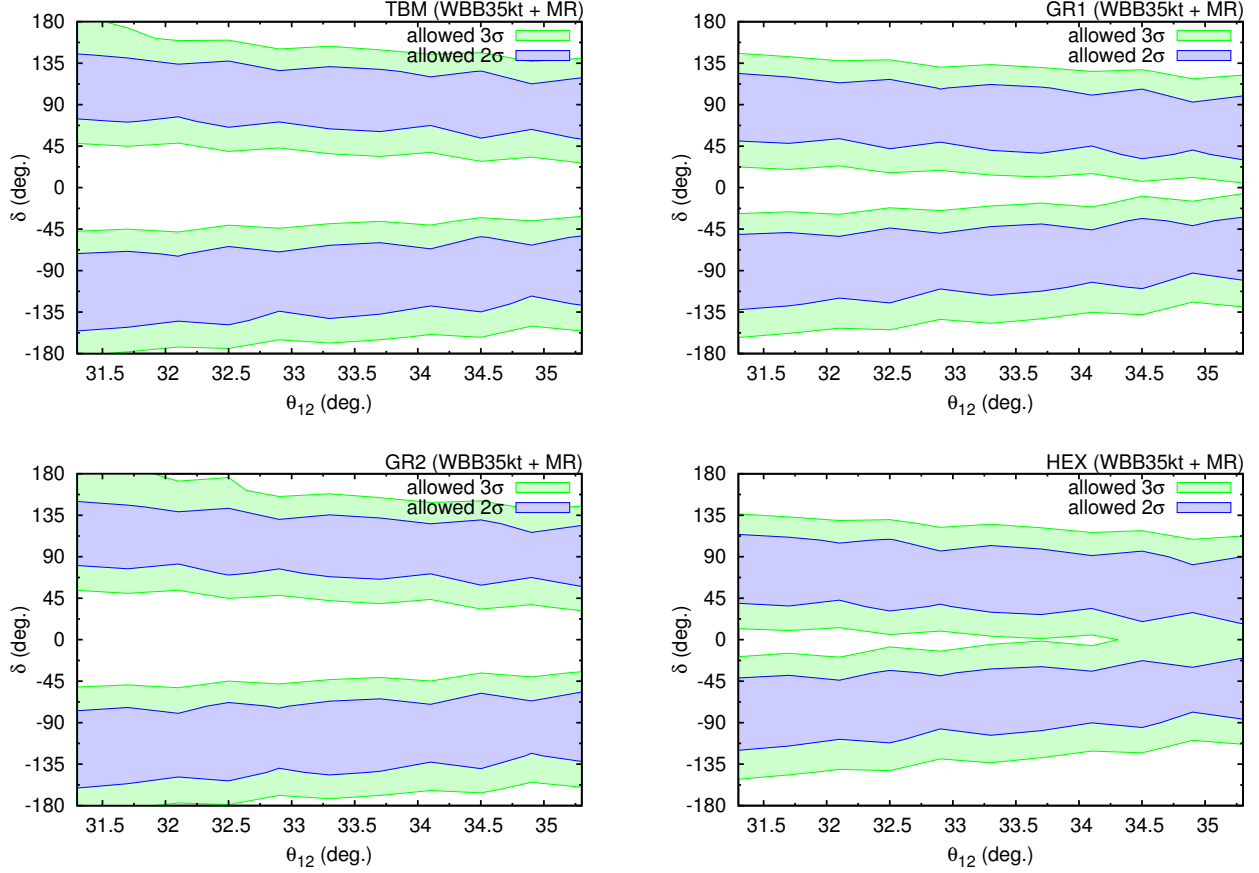 TBM (WBB35kt + MR)
allowed 3σ
allowed 2σ
180
135
90
45
0
-45
-90
-135
-180
δ (deg.)
31.5 32 32.5 33 33.5 34 34.5 35
θ12 (deg.)
GR1 (WBB35kt + MR)
allowed 3σ
allowed 2σ
180
135
90
45
0
-45
-90
-135
-180
δ (deg.)
31.5 32 32.5 33 33.5 34 34.5 35
θ12 (deg.)
GR2 (WBB35kt + MR)
allowed 3σ
allowed 2σ
180
135
90
45
0
-45
-90
-135
-180
δ (deg.)
31.5 32 32.5 33 33.5 34 34.5 35
θ12 (deg.)
HEX (WBB35kt + MR)
allowed 3σ
allowed 2σ
180
135
90
45
0
-45
-90
-135
-180
δ (deg.)
31.5 32 32.5 33 33.5 34 34.5 35
θ12 (deg.)